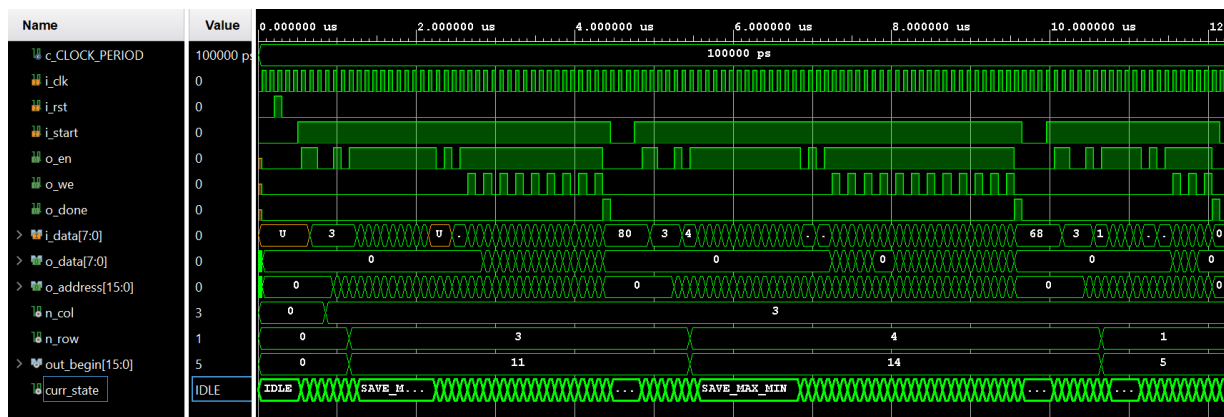 Name Value 0.000000 us 2.000000 us 4.000000 us 6.000000 us 8.000000 us 10.000000 us 12
c_CLOCK_PERIOD 100000 ps 100000 ps
i_clk 0
i_rst 0
i_start 0
o_en 0
o_we 0
o_done 0
i_data[7:0] 0 U 3 U . 80 3 4 . . 68 3 1 . . 0
o_data[7:0] 0 0 0 0 0 0
o_address[15:0] 0 0 0 0 0
n_col 3 0 3
n_row 1 0 3 4 1
out_begin[15:0] 5 0 11 14 5
curr_state IDLE IDLE SAVE_M... ... SAVE_MAX_MIN ... ...